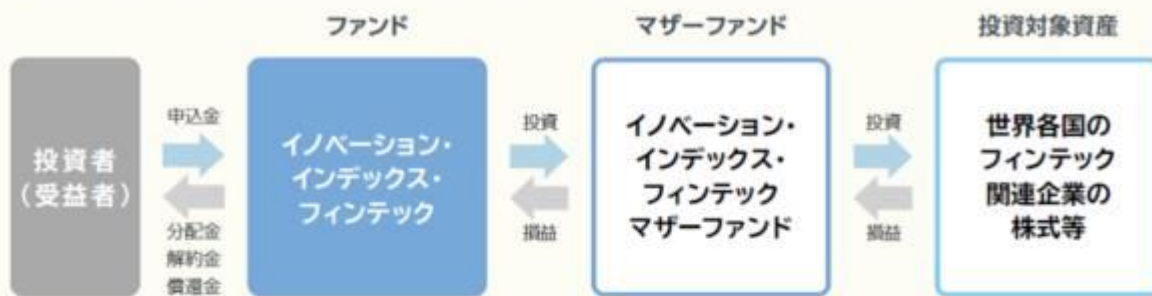 ファンド
マザーファンド
投資対象資産
投資者
(受益者)
申込金
分配金
解約金
償還金
イノベーション・
インデックス・
フィンテック
投資
損益
イノベーション・
インデックス・
フィンテック
マザーファンド
投資
損益
世界各国の
フィンテック
関連企業の
株式等